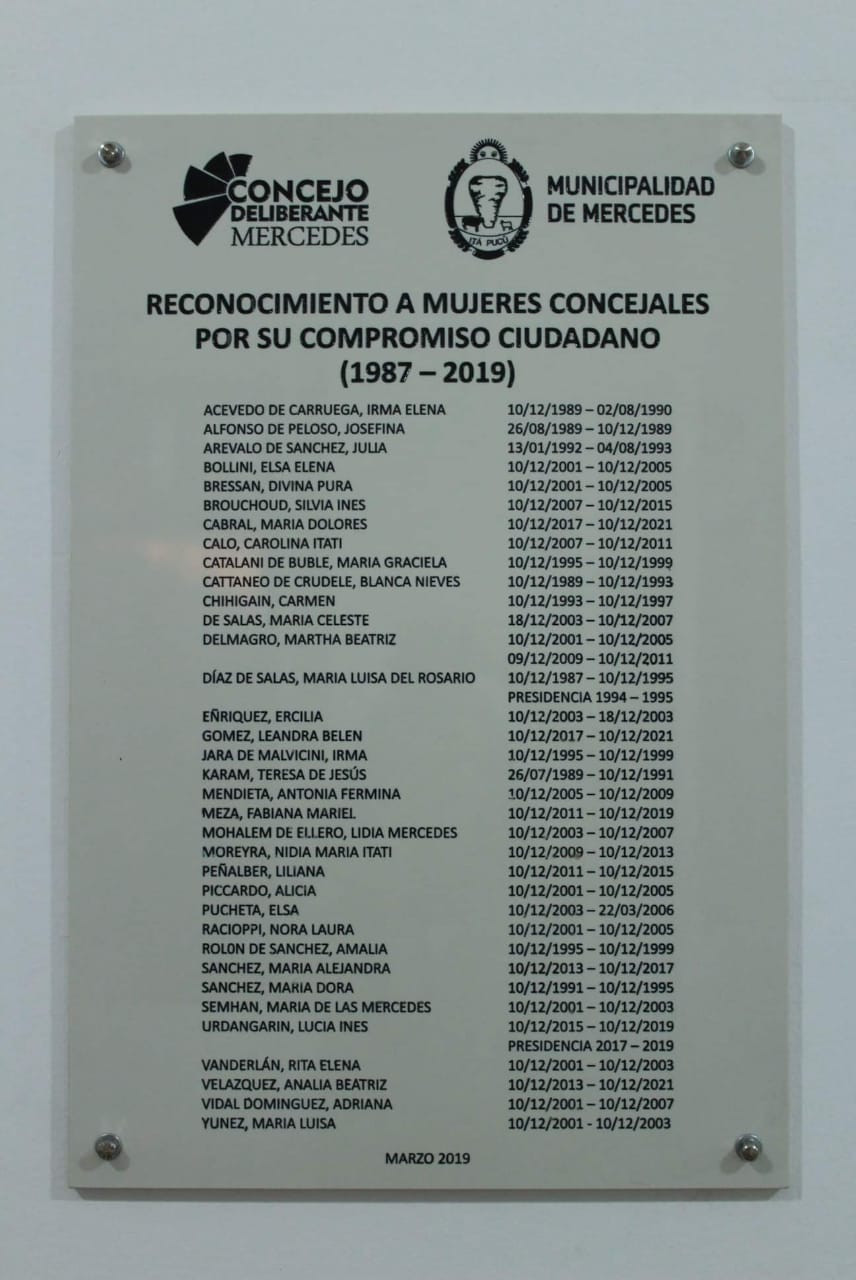 CONCEJO
DELIBERANTE
MERCEDES
ITÁ PUCÚ
MUNICIPALIDAD
DE MERCEDES
RECONOCIMIENTO A MUJERES CONCEJALES
POR SU COMPROMISO CIUDADANO
(1987 – 2019)
ACEVEDO DE CARRUEGA, IRMA ELENA 10/12/1989 – 02/08/1990
ALFONSO DE PELOSO, JOSEFINA 26/08/1989 – 10/12/1989
AREVALO DE SANCHEZ, JULIA 13/01/1992 – 04/08/1993
BOLLINI, ELSA ELENA 10/12/2001 – 10/12/2005
BRESSAN, DIVINA PURA 10/12/2001 – 10/12/2005
BROUCHOUD, SILVIA INES 10/12/2007 – 10/12/2015
CABRAL, MARIA DOLORES 10/12/2017 – 10/12/2021
CALO, CAROLINA ITATI 10/12/2007 – 10/12/2011
CATALANI DE BUBLE, MARIA GRACIELA 10/12/1995 – 10/12/1999
CATTANEO DE CRUDELE, BLANCA NIEVES 10/12/1989 – 10/12/1993
CHIHIGAIN, CARMEN 10/12/1993 – 10/12/1997
DE SALAS, MARIA CELESTE 18/12/2003 – 10/12/2007
DELMAGRO, MARTHA BEATRIZ 10/12/2001 – 10/12/2005
09/12/2009 – 10/12/2011
DÍAZ DE SALAS, MARIA LUISA DEL ROSARIO 10/12/1987 – 10/12/1995
PRESIDENCIA 1994 – 1995
EÑRIQUEZ, ERCILIA 10/12/2003 – 18/12/2003
GOMEZ, LEANDRA BELEN 10/12/2017 – 10/12/2021
JARA DE MALVICINI, IRMA 10/12/1995 – 10/12/1999
KARAM, TERESA DE JESÚS 26/07/1989 – 10/12/1991
MENDIETA, ANTONIA FERMINA 10/12/2005 – 10/12/2009
MEZA, FABIANA MARIEL 10/12/2011 – 10/12/2019
MOHALEM DE ELLERO, LIDIA MERCEDES 10/12/2003 – 10/12/2007
MOREYRA, NIDIA MARIA ITATI 10/12/2009 – 10/12/2013
PEÑALBER, LILIANA 10/12/2011 – 10/12/2015
PICCARDO, ALICIA 10/12/2001 – 10/12/2005
PUCHETA, ELSA 10/12/2003 – 22/03/2006
RACIOPPI, NORA LAURA 10/12/2001 – 10/12/2005
ROL0N DE SANCHEZ, AMALIA 10/12/1995 – 10/12/1999
SANCHEZ, MARIA ALEJANDRA 10/12/2013 – 10/12/2017
SANCHEZ, MARIA DORA 10/12/1991 – 10/12/1995
SEMHAN, MARIA DE LAS MERCEDES 10/12/2001 – 10/12/2003
URDANGARIN, LUCIA INES 10/12/2015 – 10/12/2019
PRESIDENCIA 2017 – 2019
VANDERLÁN, RITA ELENA 10/12/2001 – 10/12/2003
VELAZQUEZ, ANALIA BEATRIZ 10/12/2013 – 10/12/2021
VIDAL DOMINGUEZ, ADRIANA 10/12/2001 – 10/12/2007
YUNEZ, MARIA LUISA 10/12/2001 - 10/12/2003
MARZO 2019